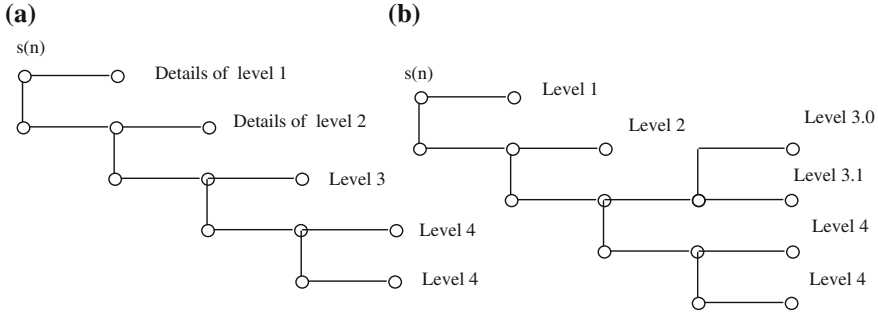 (a)
s(n)
Details of level 1
Details of level 2
Level 3
Level 4
Level 4
(b)
s(n)
Level 1
Level 2
Level 3.0
Level 3.1
Level 4
Level 4